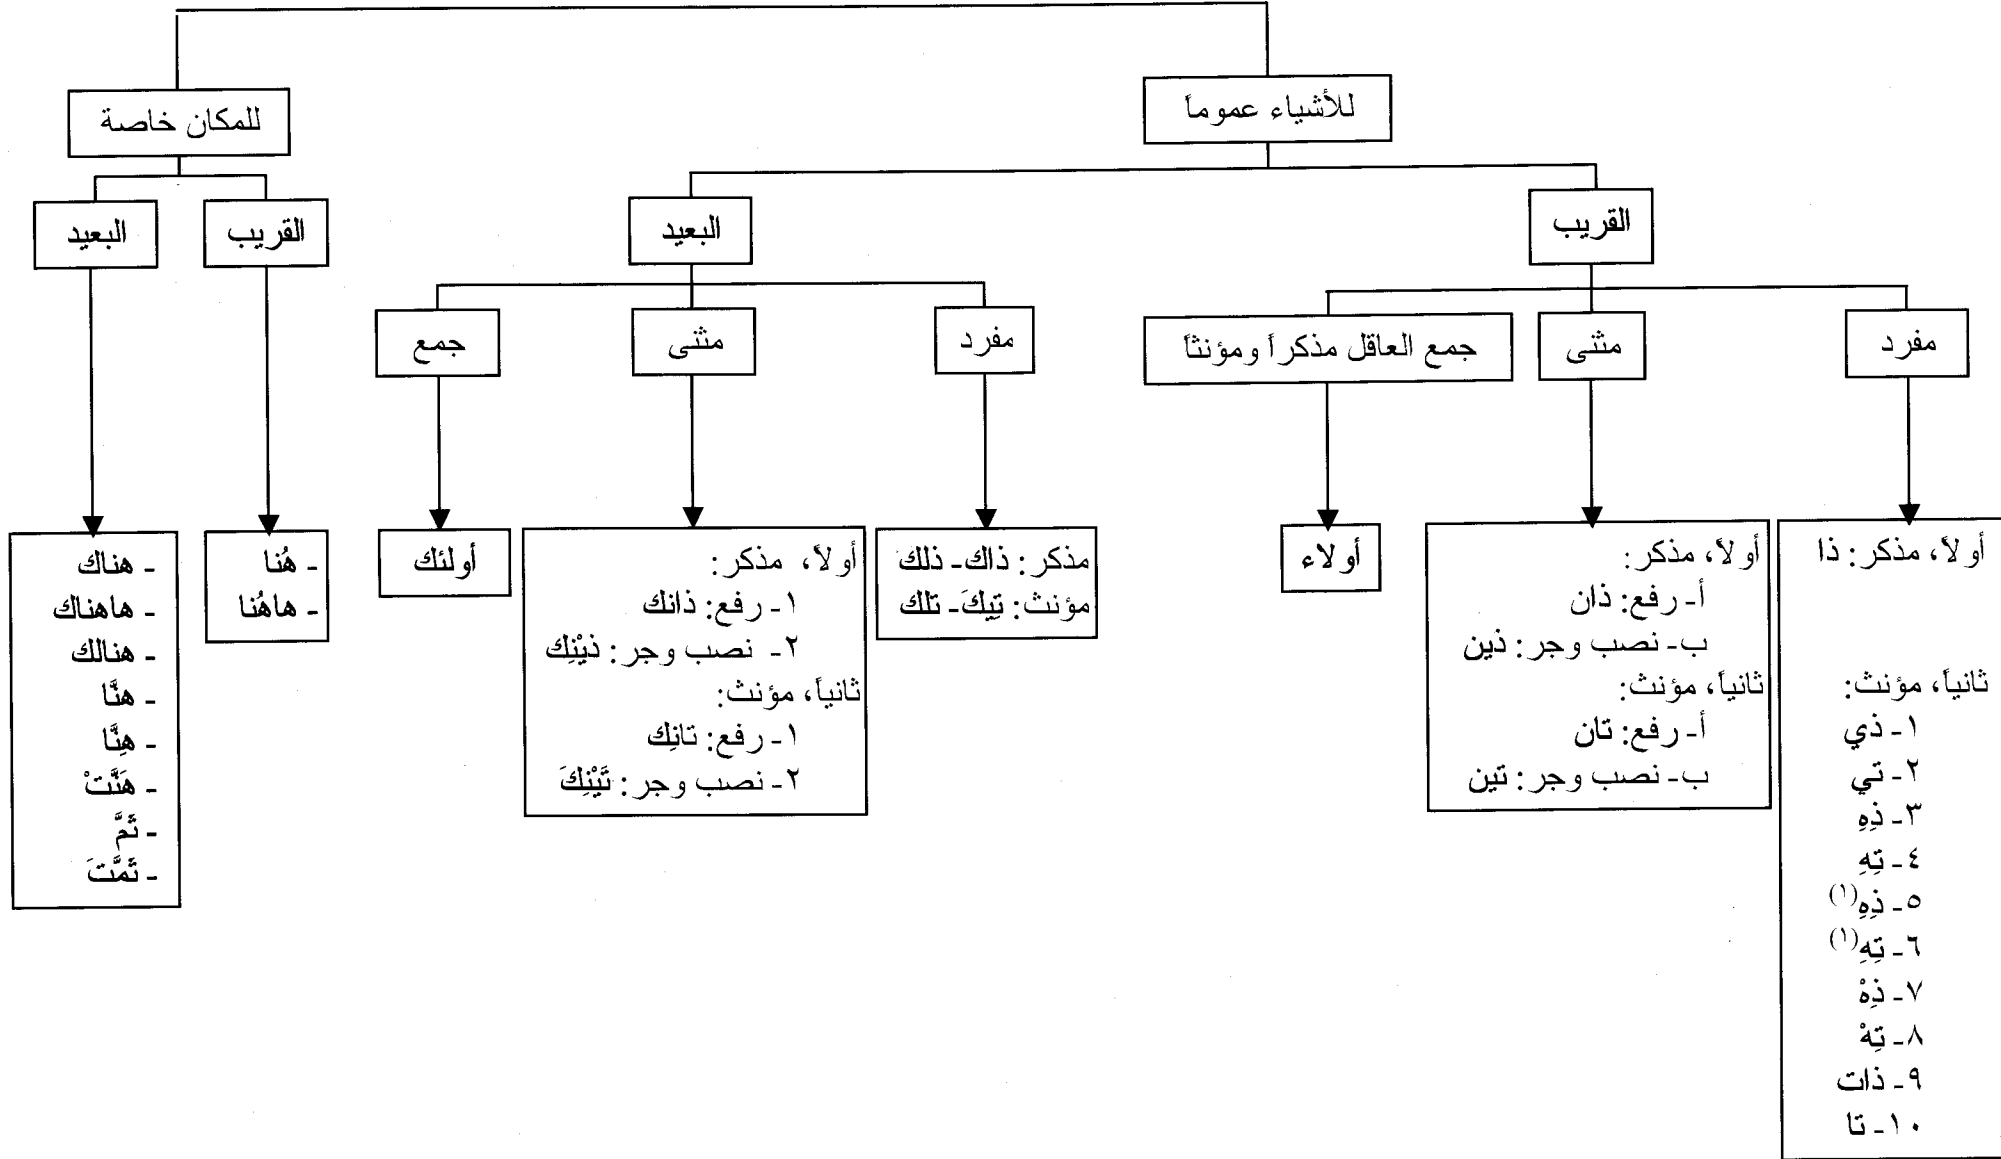 للأشياء عموماً
للمكان خاصة
القريب
البعيد
القريب
البعيد
مفرد
مثنى
جمع العاقل مذكراً ومؤنثاً
مفرد
مثنى
جمع
أولاً، مذكر: ذا
ثانياً، مؤنث:
١- ذي
٢- تي
٣- ذِهِ
٤- تِهِ
٥- ذِهِ(١)
٦- تِهِ(١)
٧- ذِهْ
٨- تِهْ
٩- ذات
١٠- تا
أولاً، مذكر:
أ- رفع: ذان
ب- نصب وجر: ذين
ثانياً، مؤنث:
أ- رفع: تان
ب- نصب وجر: تين
أولاء
مذكر: ذاك- ذلك
مؤنث: تِيكَ- تلك
أولاً، مذكر:
١- رفع: ذانك
٢- نصب وجر: ذيْنِك
ثانياً، مؤنث:
١- رفع: تانِك
٢- نصب وجر: تَيْنِكَ
أولئك
- هُنا
- هاهُنا
- هناك
- هاهناك
- هنالك
- هنَّا
- هِنَّا
- هَنَّتْ
- ثَمَّ
- ثَمَّتَ